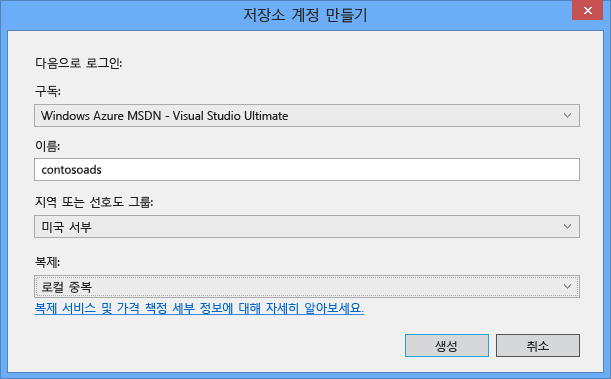 저장소 계정 만들기
다음으로 로그인:
구독:
Windows Azure MSDN - Visual Studio Ultimate
이름:
contosoads
지역 또는 선호도 그룹:
미국 서부
복제:
로컬 중복
복제 서비스 및 가격 책정 세부 정보에 대해 자세히 알아보세요.
생성 취소